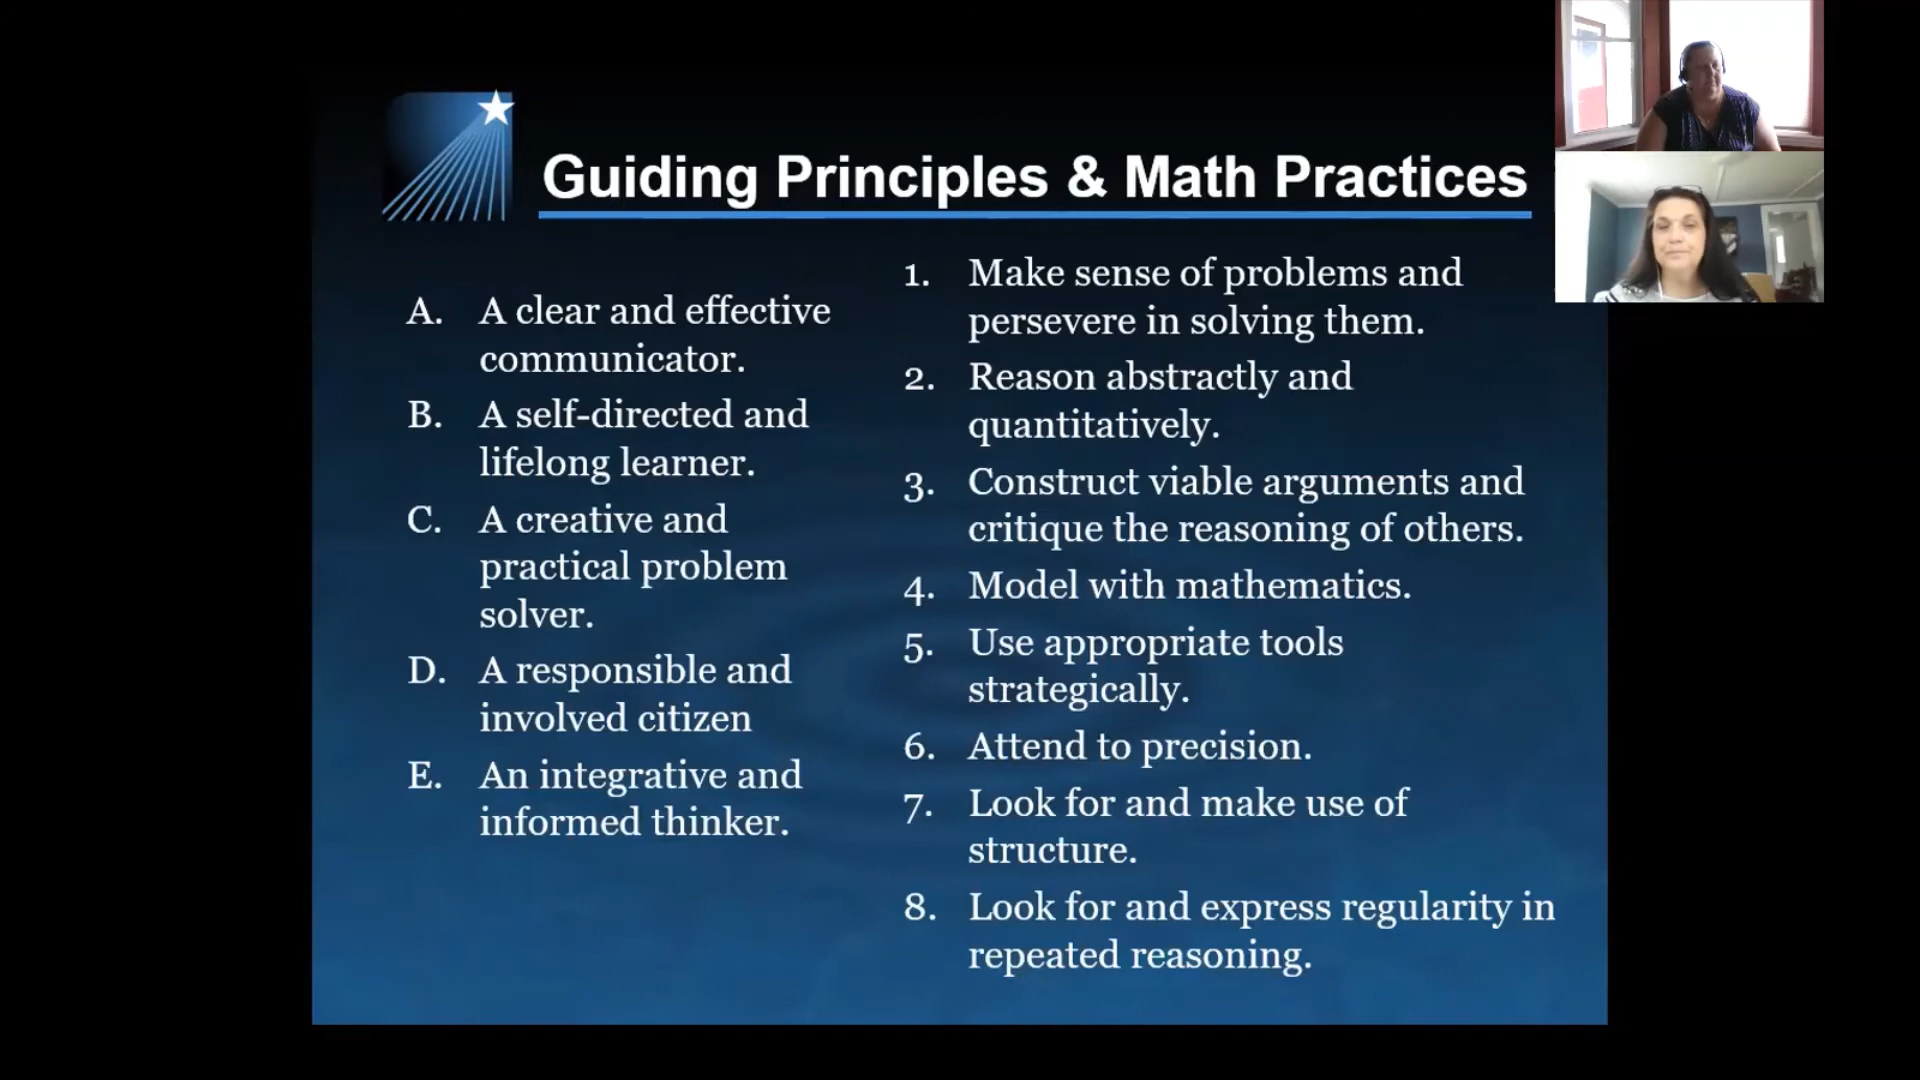 Guiding Principles & Math Practices
A. A clear and effective
communicator.
B. A self-directed and
lifelong learner.
C. A creative and
practical problem
solver.
D. A responsible and
involved citizen
E. An integrative and
informed thinker.
1. Make sense of problems and
persevere in solving them.
2. Reason abstractly and
quantitatively.
3. Construct viable arguments and
critique the reasoning of others.
4. Model with mathematics.
5. Use appropriate tools
strategically.
6. Attend to precision.
7. Look for and make use of
structure.
8. Look for and express regularity in
repeated reasoning.